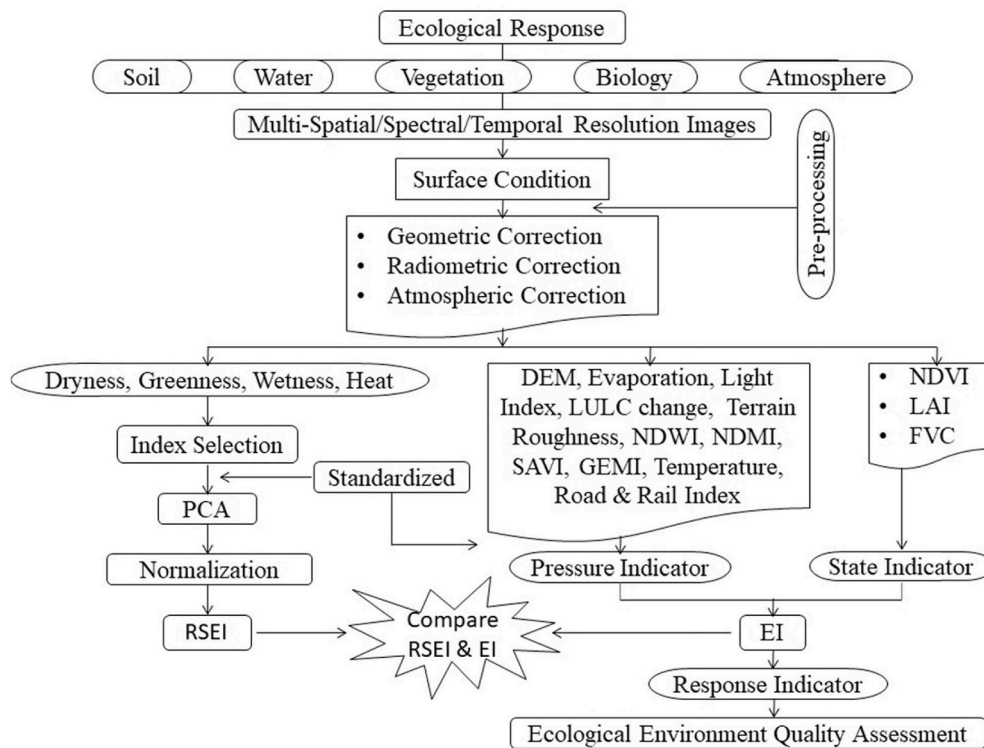 Ecological Response
Soil
Water
Vegetation
Biology
Atmosphere
Multi-Spatial/Spectral/Temporal Resolution Images
Surface Condition
Pre-processing
• Geometric Correction
• Radiometric Correction
• Atmospheric Correction
Dryness, Greenness, Wetness, Heat
Index Selection
Standardized
PCA
Normalization
RSEI
DEM, Evaporation, Light
Index, LULC change, Terrain
Roughness, NDWI, NDMI,
SAVI, GEMI, Temperature,
Road & Rail Index
• NDVI
• LAI
• FVC
Pressure Indicator
State Indicator
Compare
RSEI & EI
EI
Response Indicator
Ecological Environment Quality Assessment